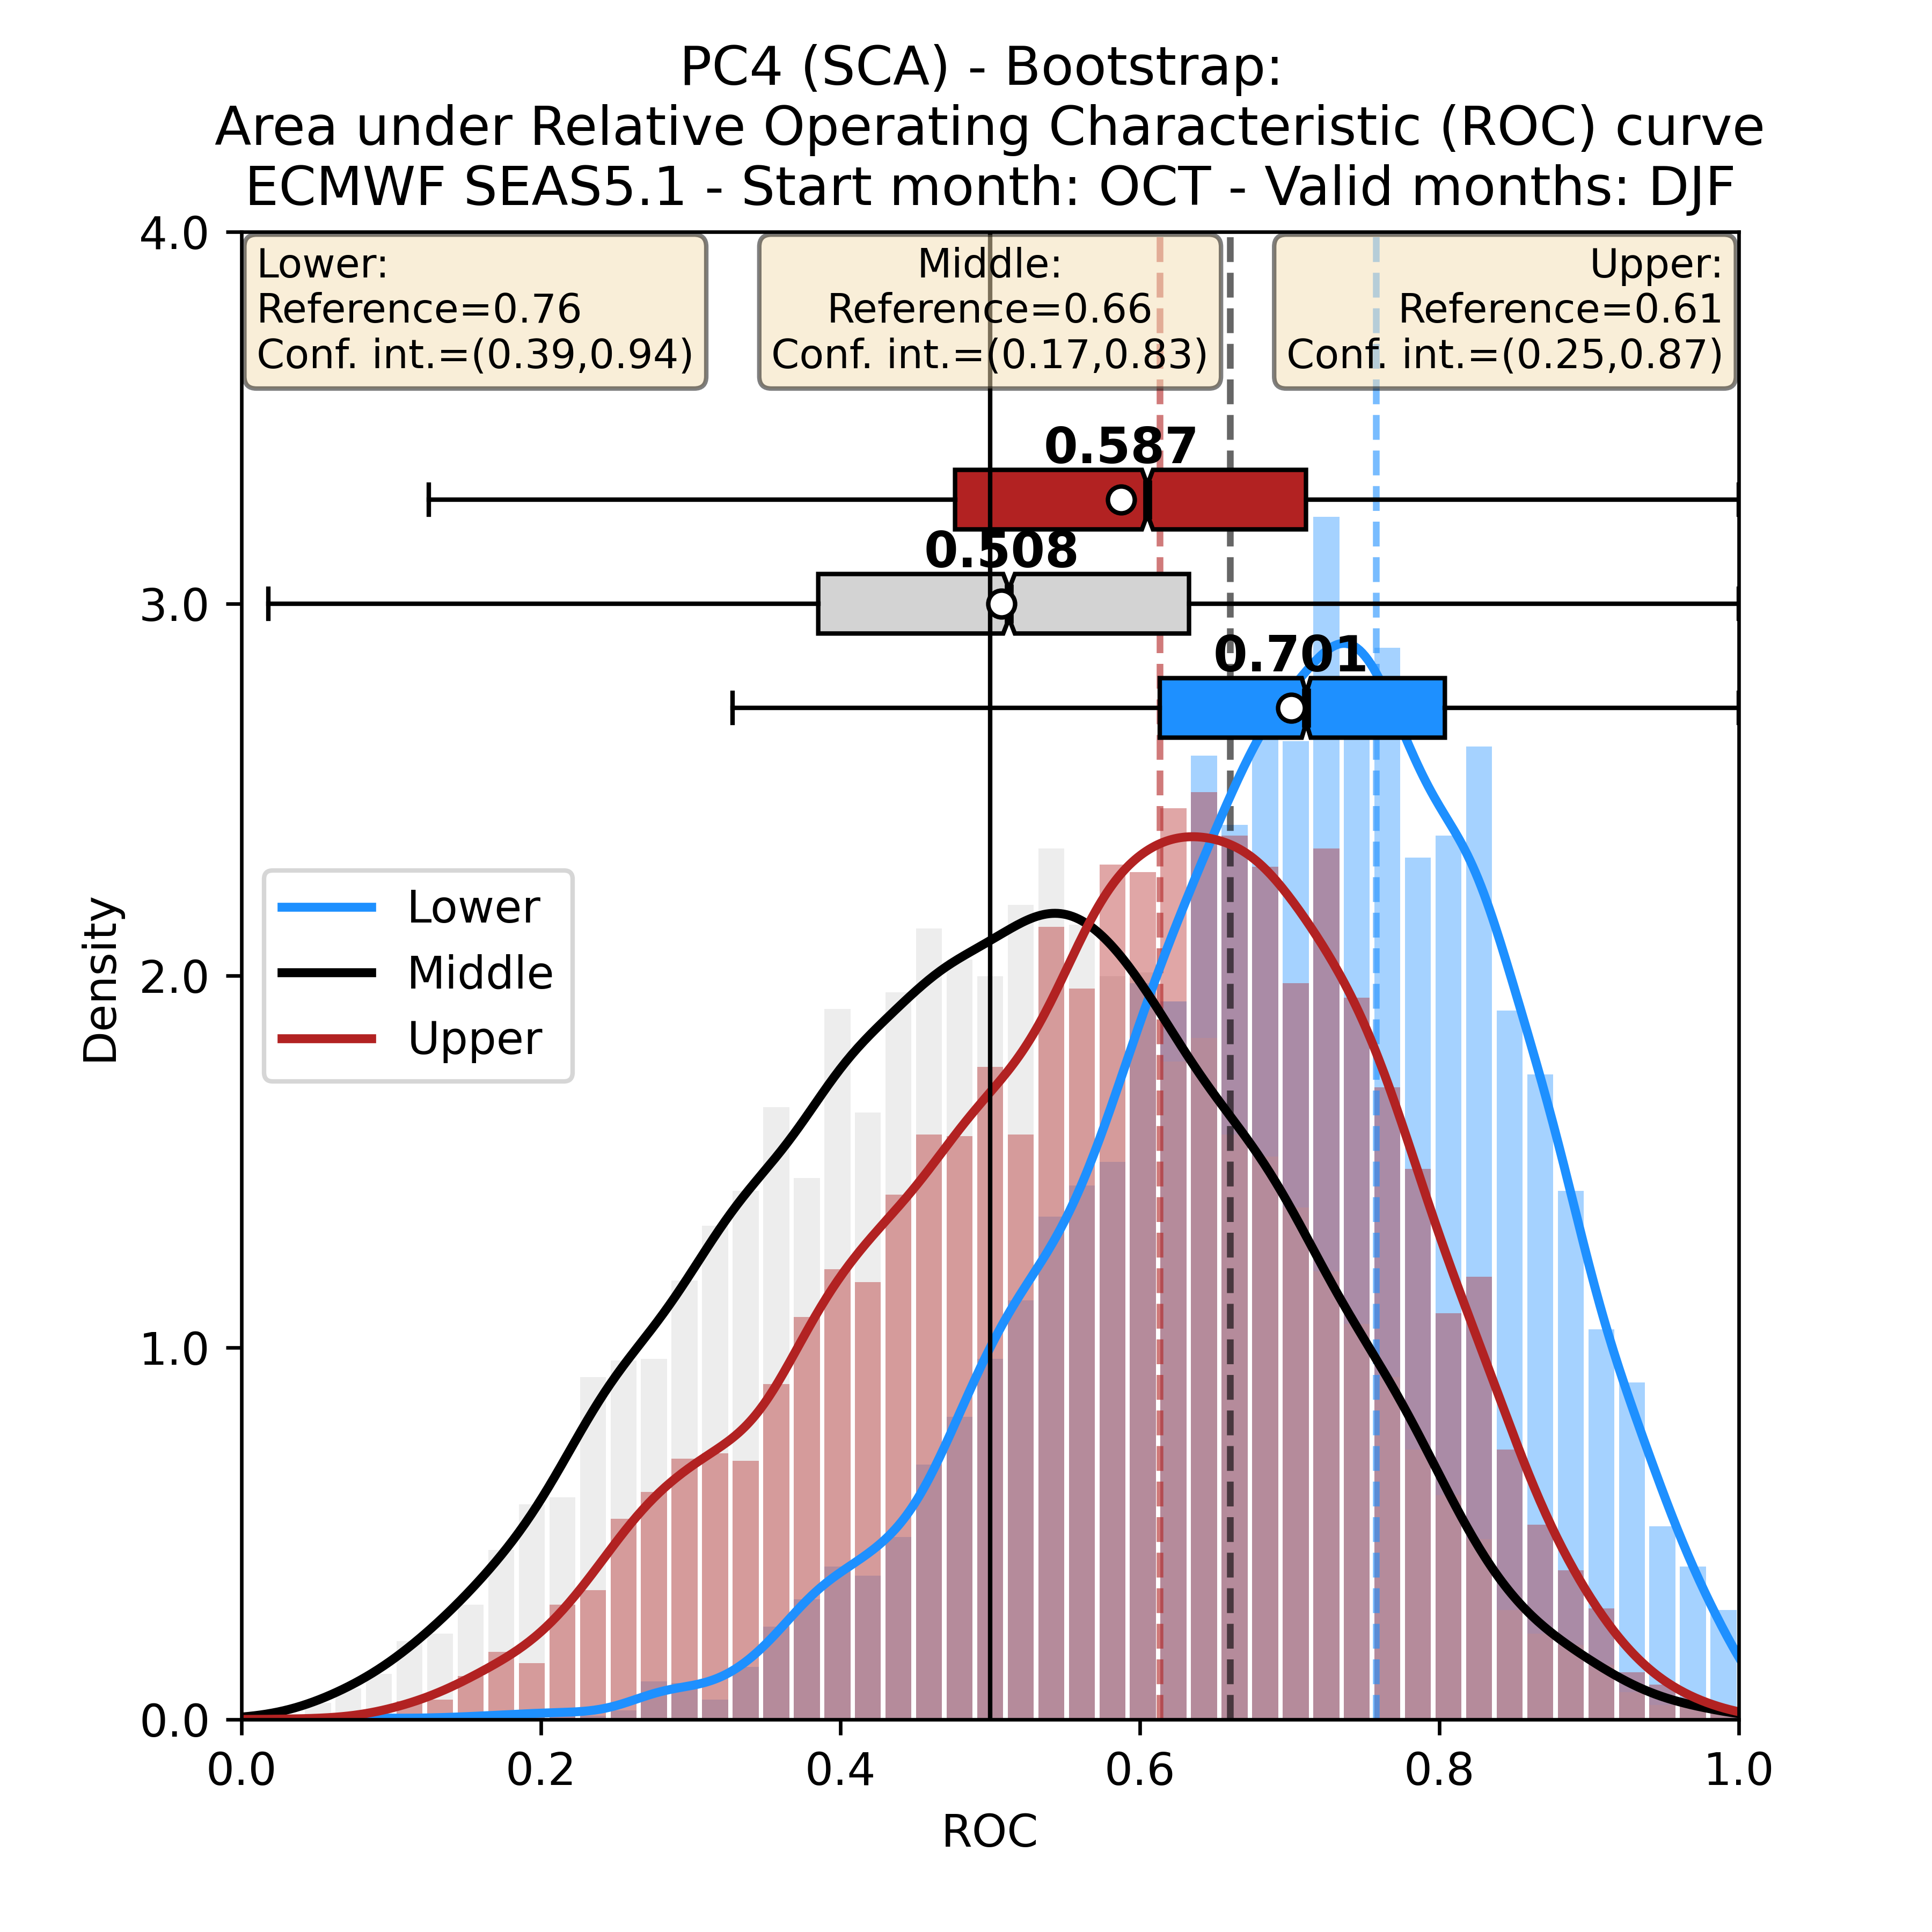 PC4 (SCA) - Bootstrap:
Area under Relative Operating Characteristic (ROC) curve
ECMWF SEAS5.1 - Start month: OCT - Valid months: DJF
4.0
Lower:
Reference=0.76
Conf. int.=(0.39,0.94)
Middle:
Reference=0.66
Conf. int.=(0.17,0.83)
Upper:
Reference=0.61
Conf. int.=(0.25,0.87)
0.587
0.508
3.0
0.701
Lower
Middle
Upper
Density
2.0
1.0
0.0
0.0
0.2
0.4
0.6
0.8
1.0
ROC